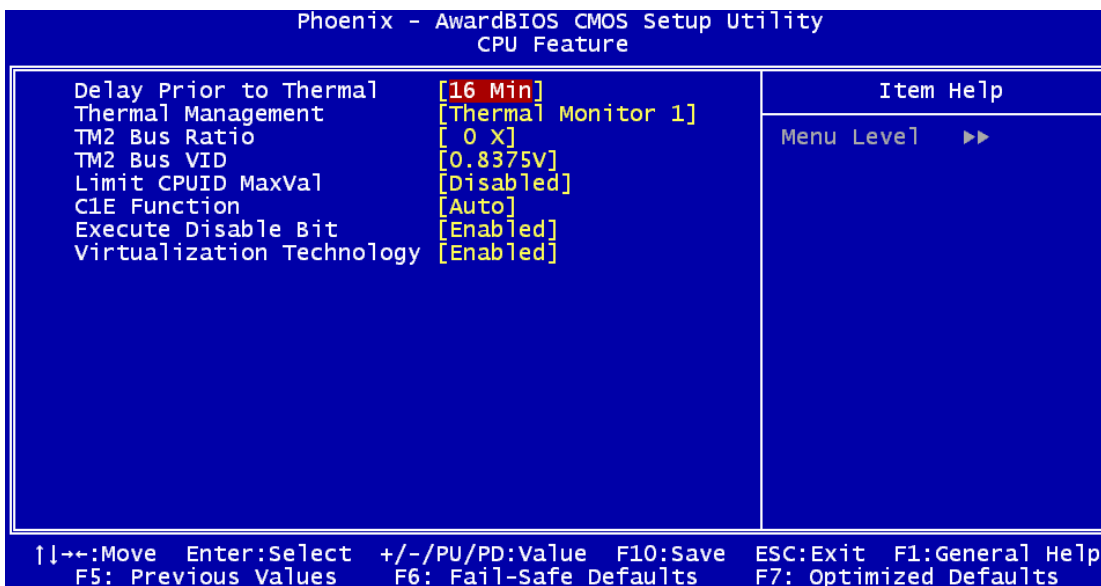 Phoenix - AwardBIOS CMOS Setup Utility
CPU Feature
Delay Prior to Thermal [16 Min]
Thermal Management [Thermal Monitor 1]
TM2 Bus Ratio [ 0 X]
TM2 Bus VID [0.8375V]
Limit CPUID MaxVal [Disabled]
C1E Function [Auto]
Execute Disable Bit [Enabled]
Virtualization Technology [Enabled]
Item Help
Menu Level ►►
↑↓→←:Move Enter:Select +/-/PU/PD:Value F10:Save ESC:Exit F1:General Help
F5: Previous Values F6: Fail-Safe Defaults F7: Optimized Defaults